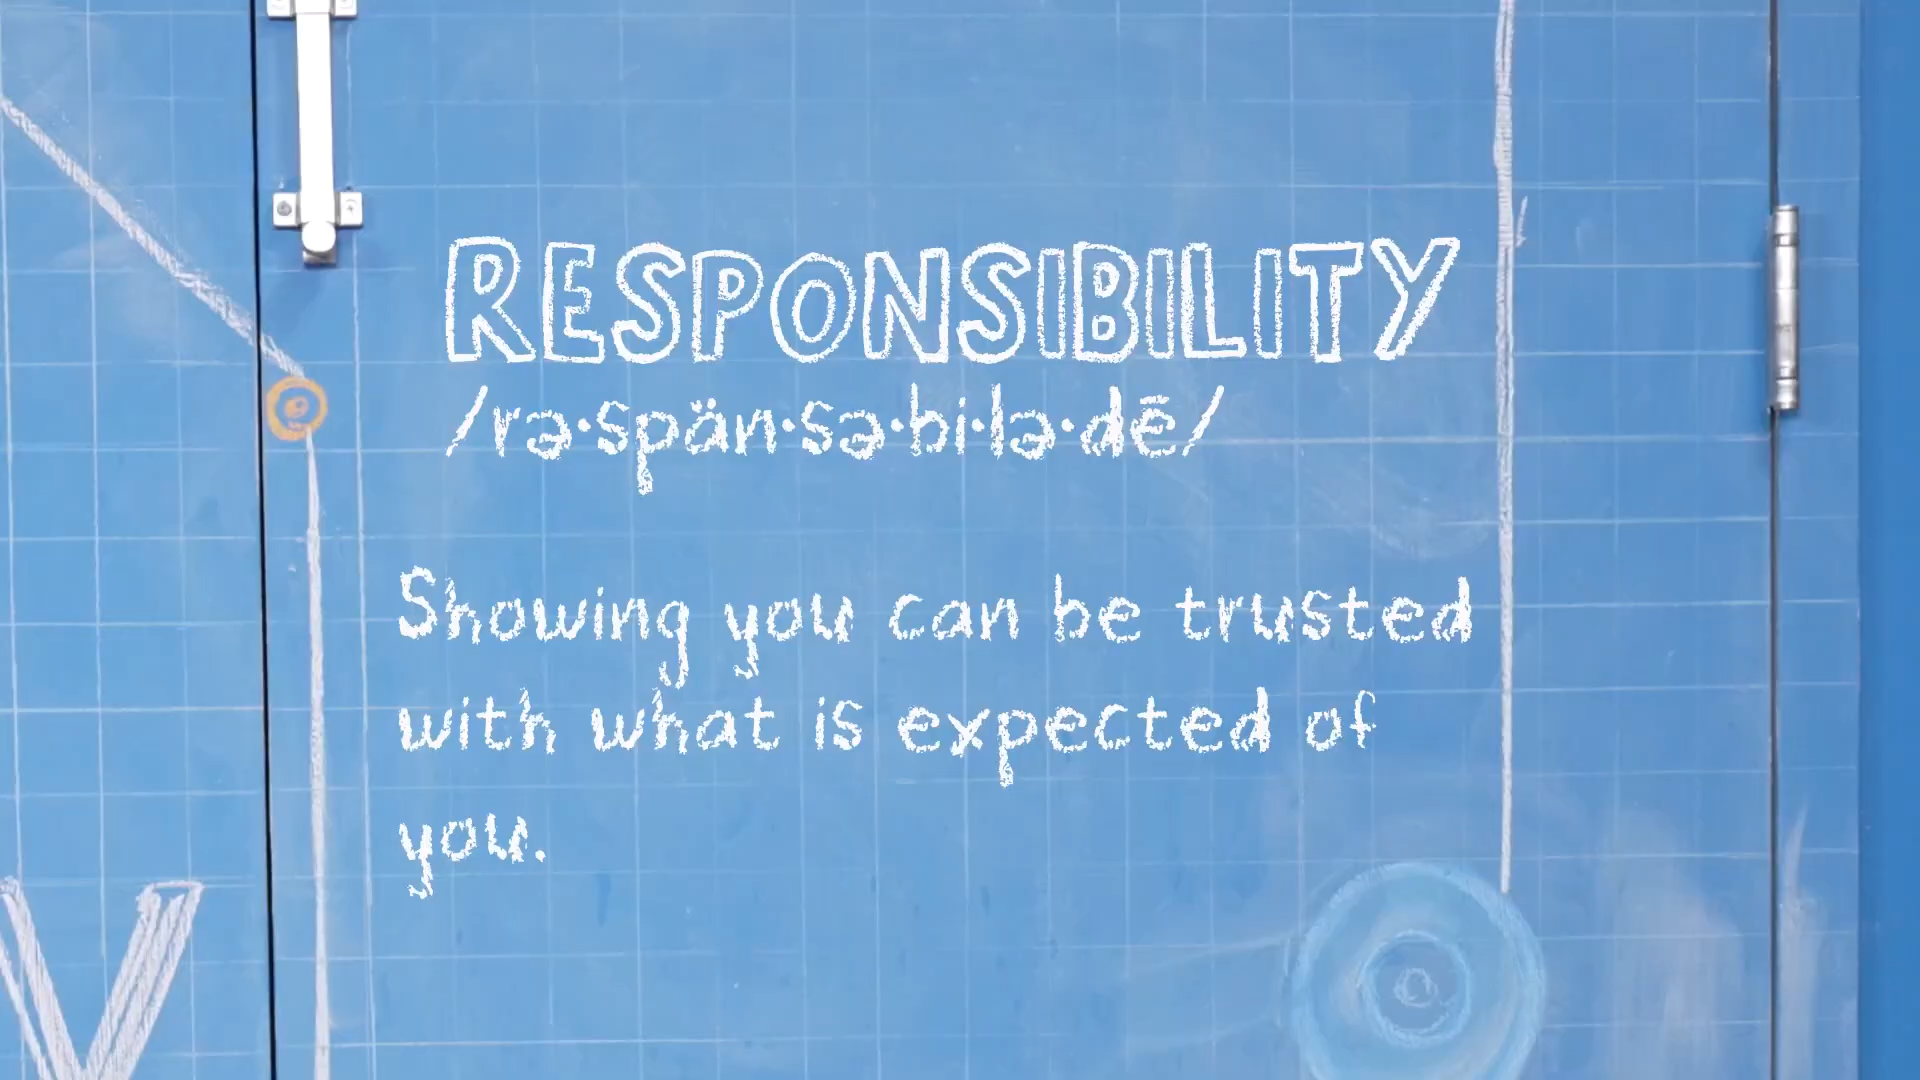 RESPONSIBILITY
/rə·spän·sə·bi·lə·dē/
Showing you can be trusted
with what is expected of
you.